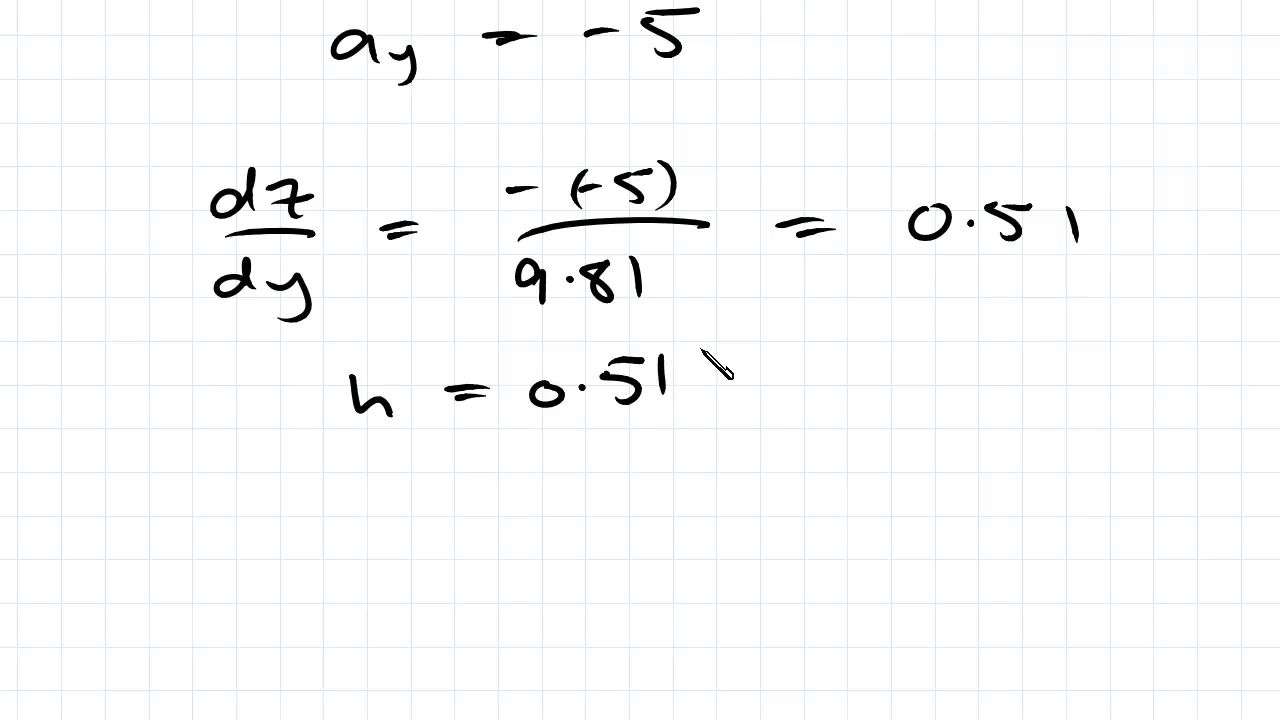 ay = -5
dz/dy = -(-5)/9.81 = 0.51
h = 0.51